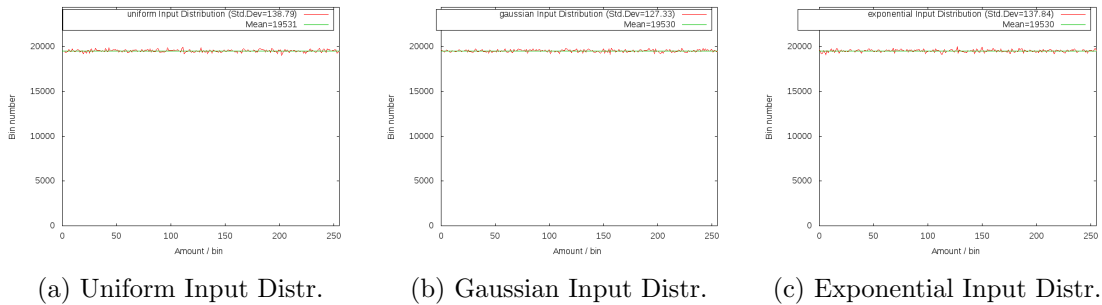 uniform Input Distribution (Std.Dev=138.79)
Mean=19531
20000
15000
10000
5000
0
Bin number
0 50 100 150 200 250
Amount / bin
(a) Uniform Input Distr.
gaussian Input Distribution (Std.Dev=127.33)
Mean=19530
20000
15000
10000
5000
0
Bin number
0 50 100 150 200 250
Amount / bin
(b) Gaussian Input Distr.
exponential Input Distribution (Std.Dev=137.84)
Mean=19530
20000
15000
10000
5000
0
Bin number
0 50 100 150 200 250
Amount / bin
(c) Exponential Input Distr.